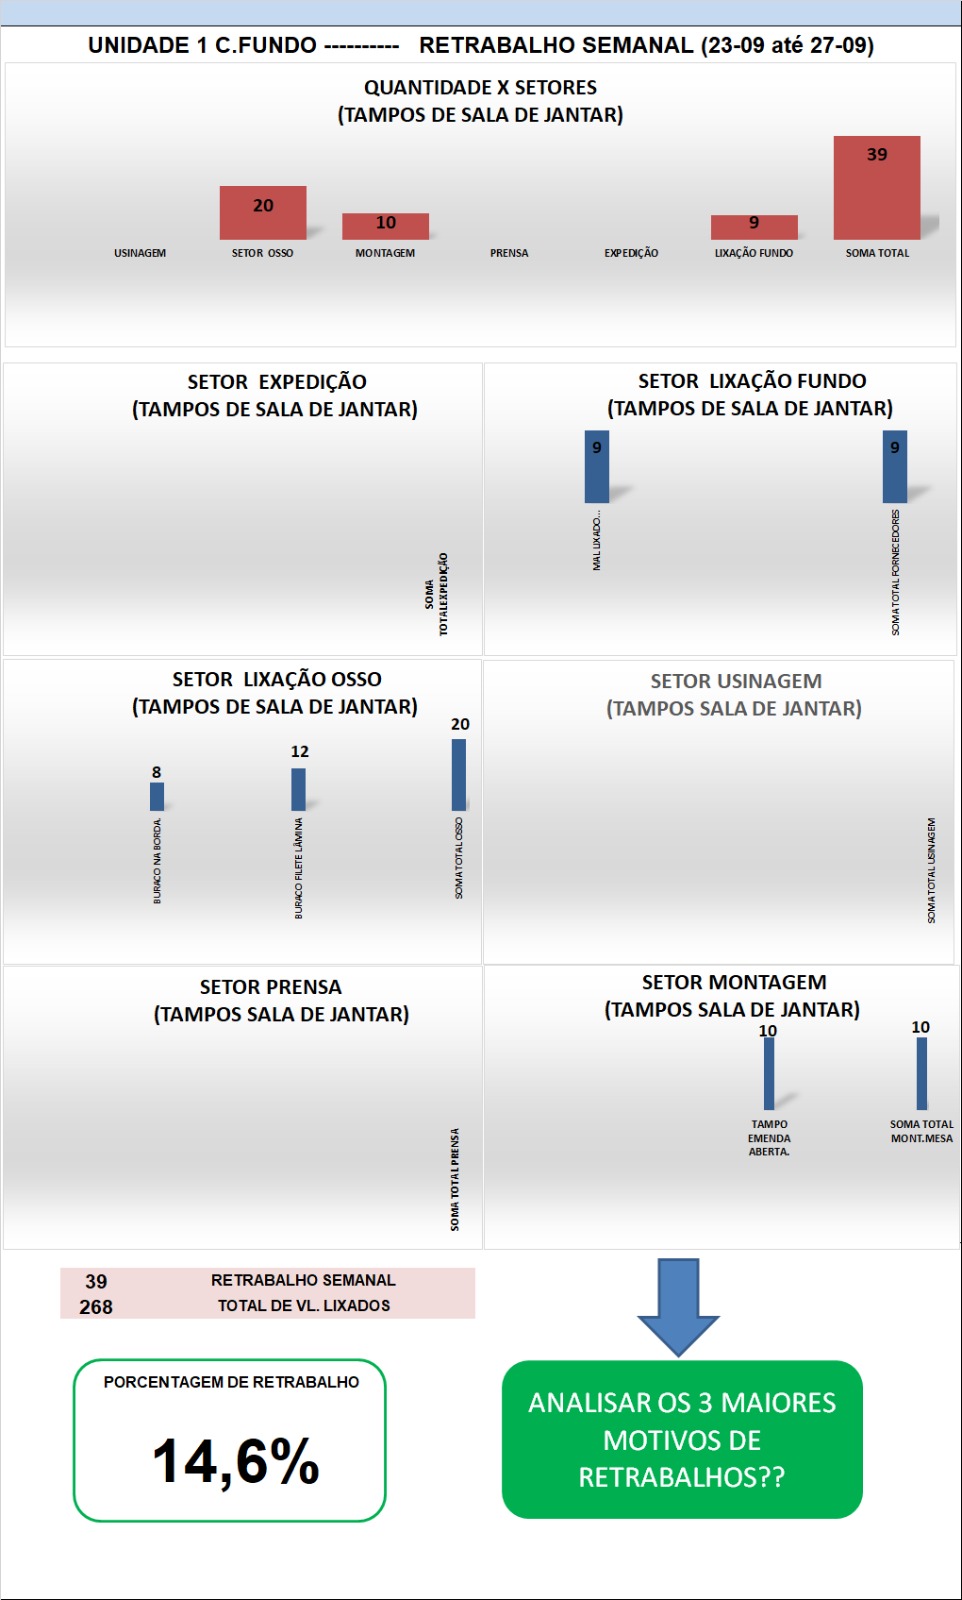 UNIDADE 1 C.FUNDO ---------- RETRABALHO SEMANAL (23-09 até 27-09)
QUANTIDADE X SETORES
(TAMPOS DE SALA DE JANTAR)
39
20
10
9
USINAGEM
SETOR OSSO
MONTAGEM
PRENSA
EXPEDIÇÃO
LIXAÇÃO FUNDO
SOMA TOTAL
SETOR EXPEDIÇÃO
(TAMPOS DE SALA DE JANTAR)
SOMA
TOTALEXPEDIÇÃO
SETOR LIXAÇÃO FUNDO
(TAMPOS DE SALA DE JANTAR)
9
9
MAL LIXADO...
SOMA TOTAL FORNECEDORES
SETOR LIXAÇÃO OSSO
(TAMPOS DE SALA DE JANTAR)
8
12
20
BURACO NA BORDA.
BURACO FILETE LÂMINA
SOMA TOTAL OSSO
SETOR USINAGEM
(TAMPOS SALA DE JANTAR)
SOMA TOTAL USINAGEM
SETOR PRENSA
(TAMPOS SALA DE JANTAR)
SOMA TOTAL PRENSA
SETOR MONTAGEM
(TAMPOS SALA DE JANTAR)
10
10
TAMPO
EMENDA
ABERTA.
SOMA TOTAL
MONT.MESA
39 RETRABALHO SEMANAL
268 TOTAL DE VL. LIXADOS
PORCENTAGEM DE RETRABALHO
14,6%
ANALISAR OS 3 MAIORES
MOTIVOS DE
RETRABALHOS??